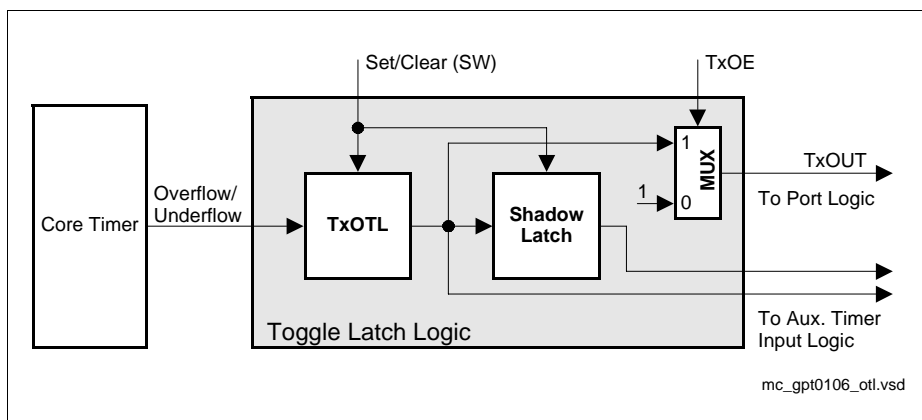 Set/Clear (SW)
TxOE
Core Timer
Overflow/
Underflow
TxOTL
Shadow
Latch
1
1
0
MUX
TxOUT
To Port Logic
To Aux. Timer
Input Logic
Toggle Latch Logic
mc_gpt0106_otl.vsd